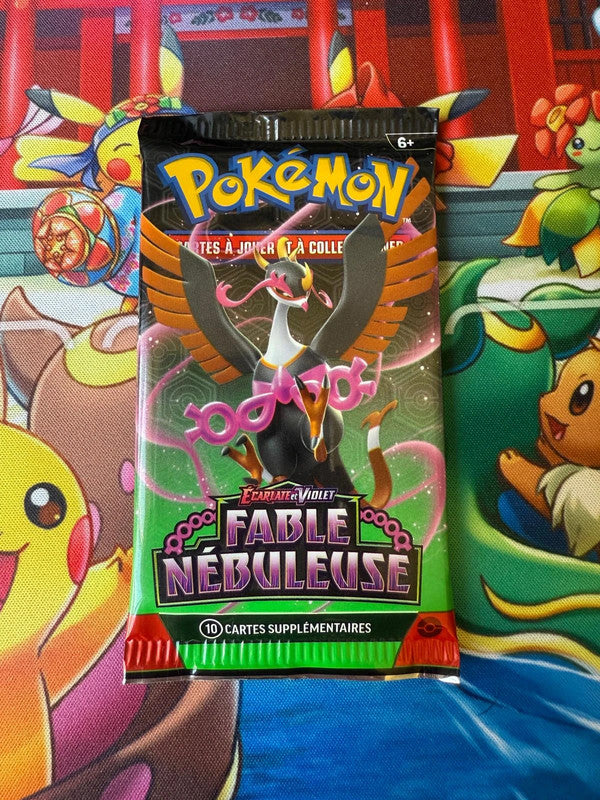 6+
POKÉMON
CARTES À JOUER ET À COLLECTIONNER
ÉCARLATE et VIOLET
FABLE
NÉBULEUSE
10 CARTES SUPPLÉMENTAIRES